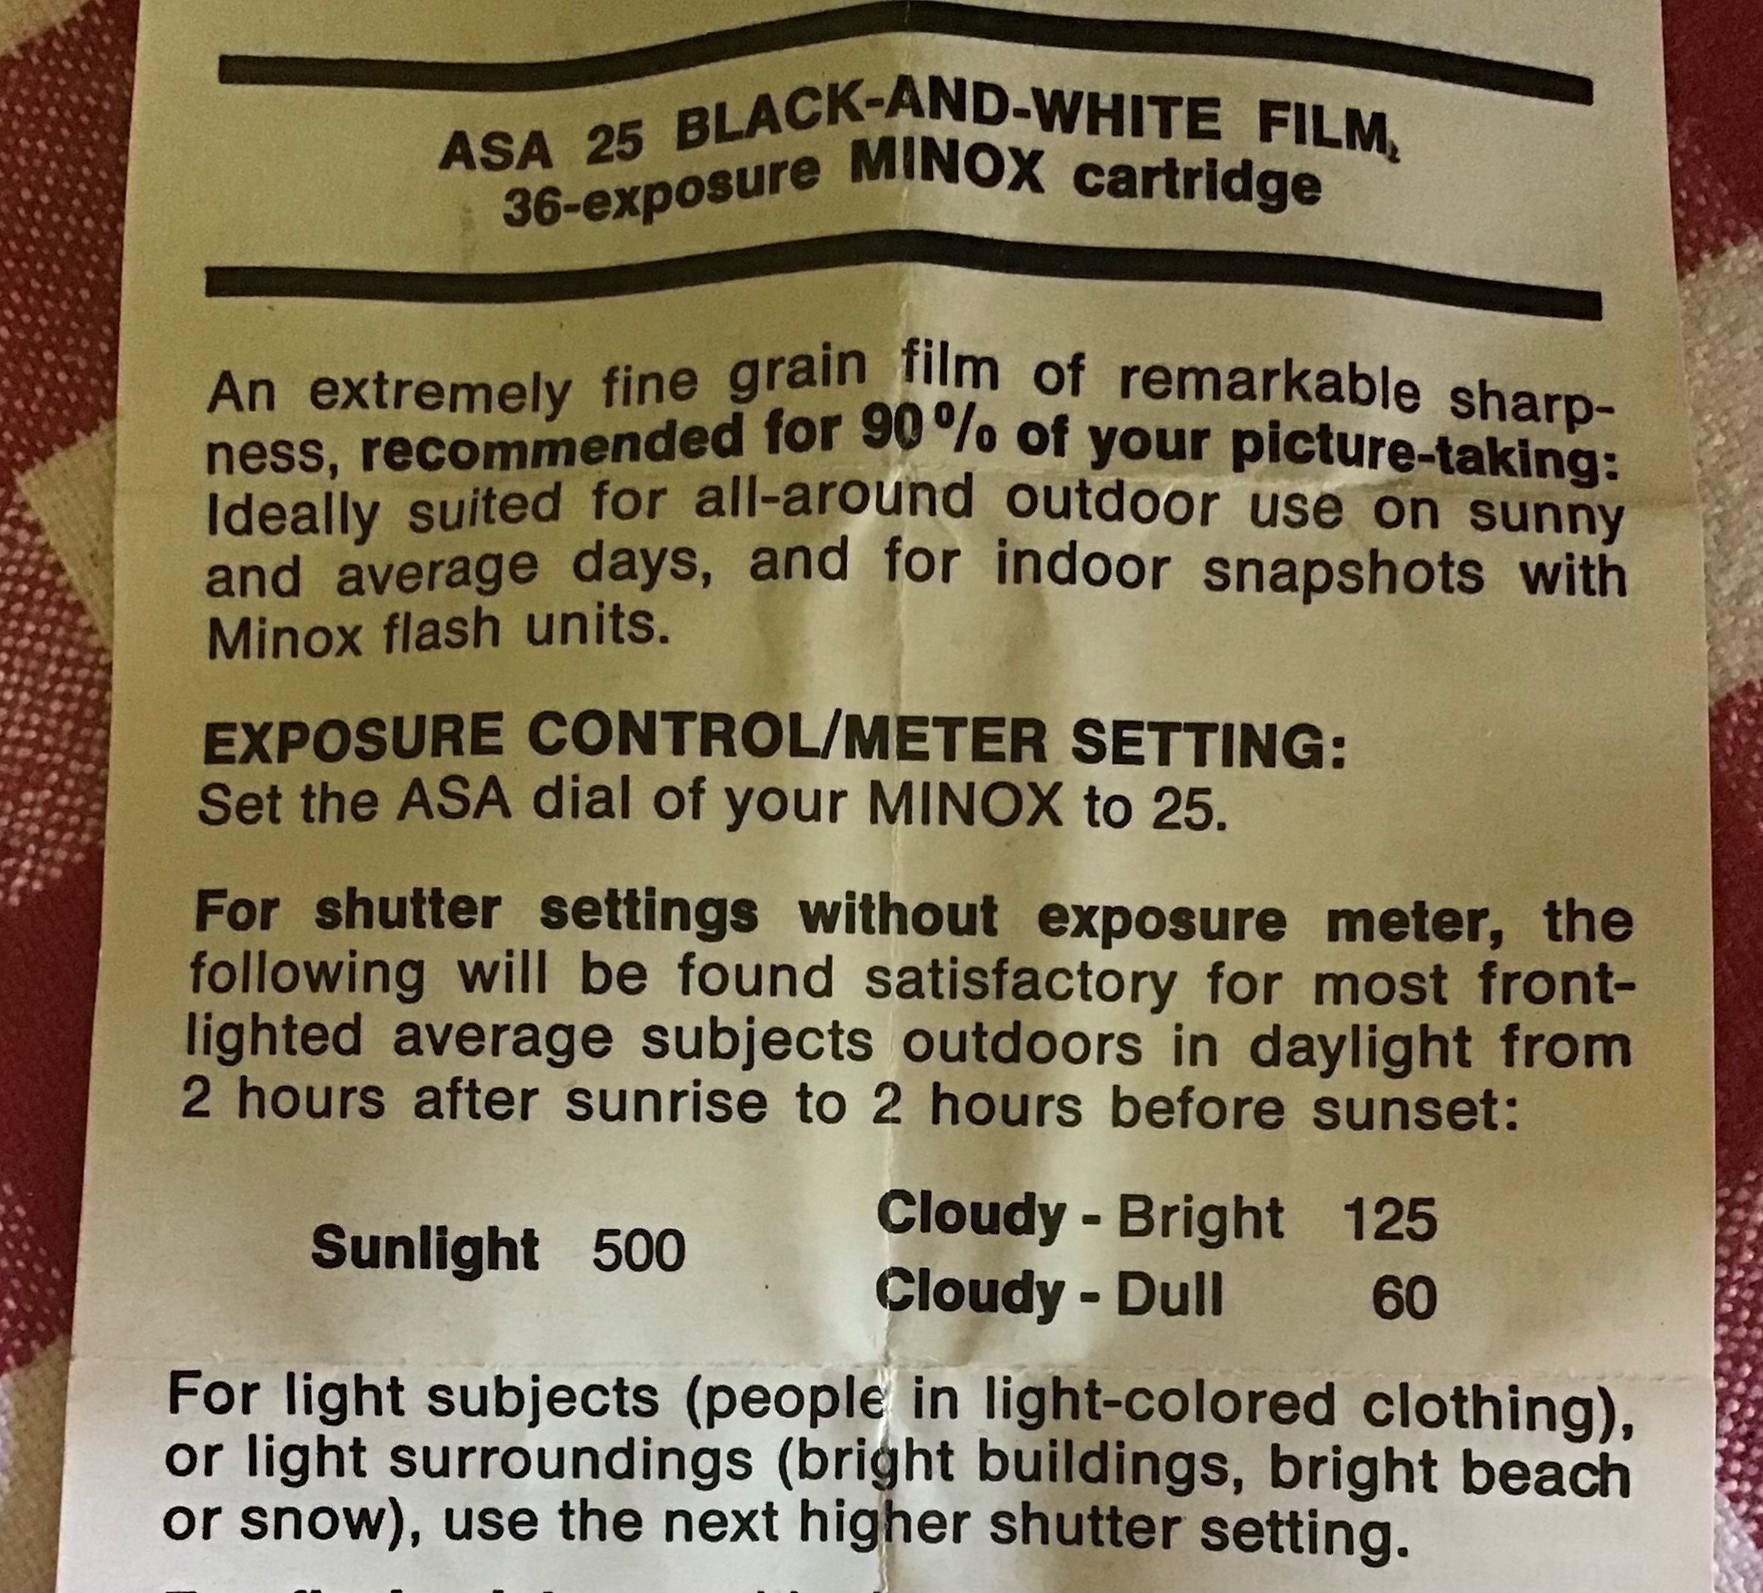 ASA 25 BLACK-AND-WHITE FILM,
36-exposure MINOX cartridge
An extremely fine grain film of remarkable sharp-
ness, recommended for 90% of your picture-taking:
Ideally suited for all-around outdoor use on sunny
and average days, and for indoor snapshots with
Minox flash units.
EXPOSURE CONTROL/METER SETTING:
Set the ASA dial of your MINOX to 25.
For shutter settings without exposure meter, the
following will be found satisfactory for most front-
lighted average subjects outdoors in daylight from
2 hours after sunrise to 2 hours before sunset:
Sunlight 500
Cloudy - Bright 125
Cloudy - Dull 60
For light subjects (people in light-colored clothing),
or light surroundings (bright buildings, bright beach
or snow), use the next higher shutter setting.